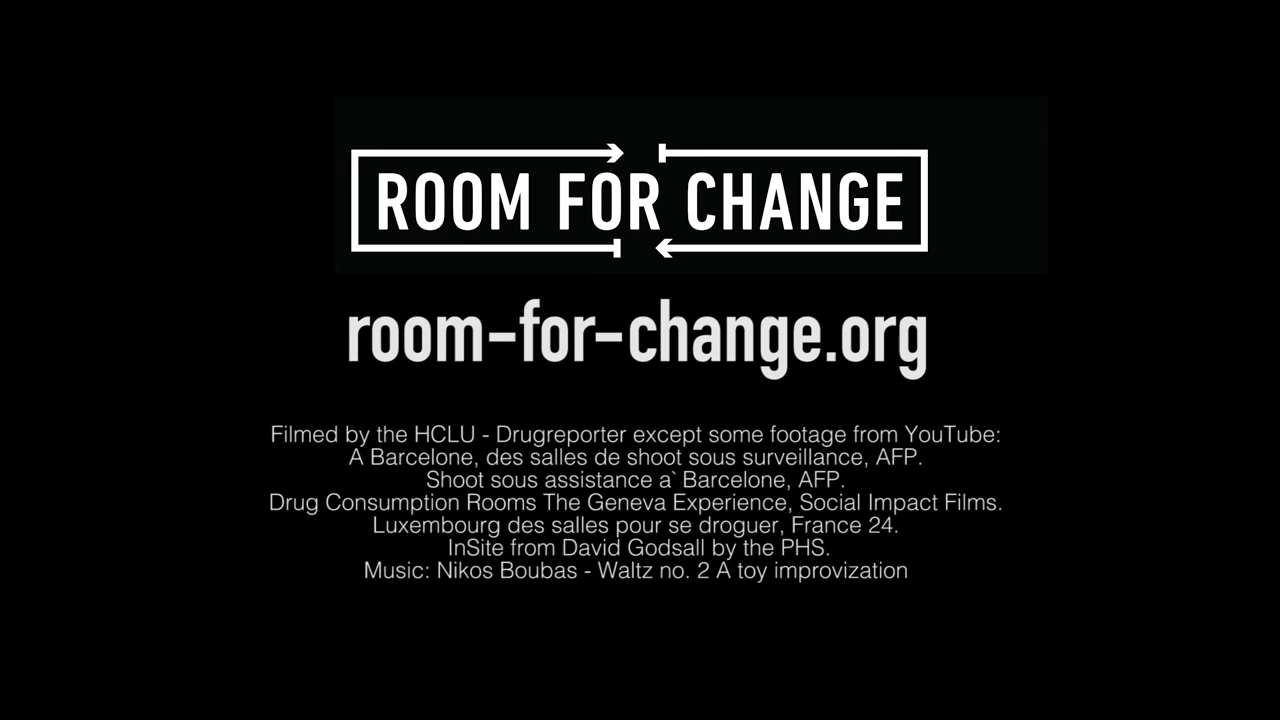 ROOM FOR CHANGE
room-for-change.org
Filmed by the HCLU - Drugreporter except some footage from YouTube:
A Barcelone, des salles de shoot sous surveillance, AFP.
Shoot sous assistance a` Barcelone, AFP.
Drug Consumption Rooms The Geneva Experience, Social Impact Films.
Luxembourg des salles pour se droguer, France 24.
InSite from David Godsall by the PHS.
Music: Nikos Boubas - Waltz no. 2 A toy improvization